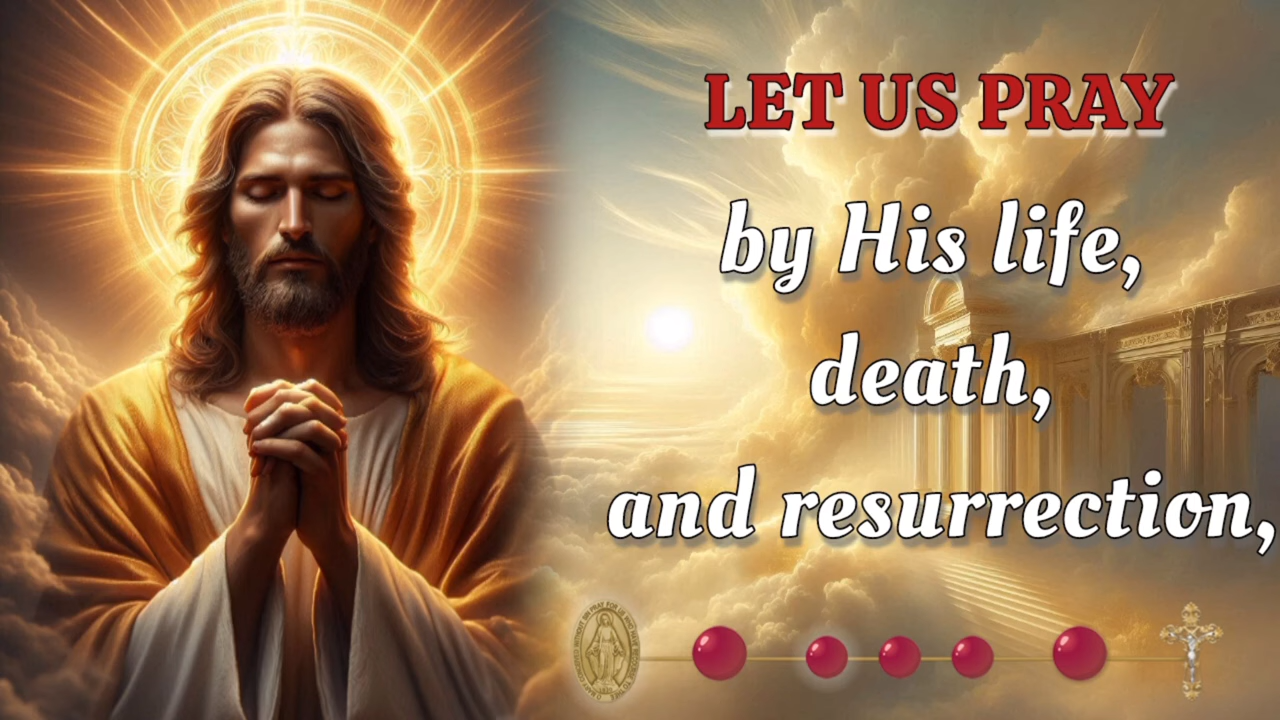 LET US PRAY
by His life,
death,
and resurrection,